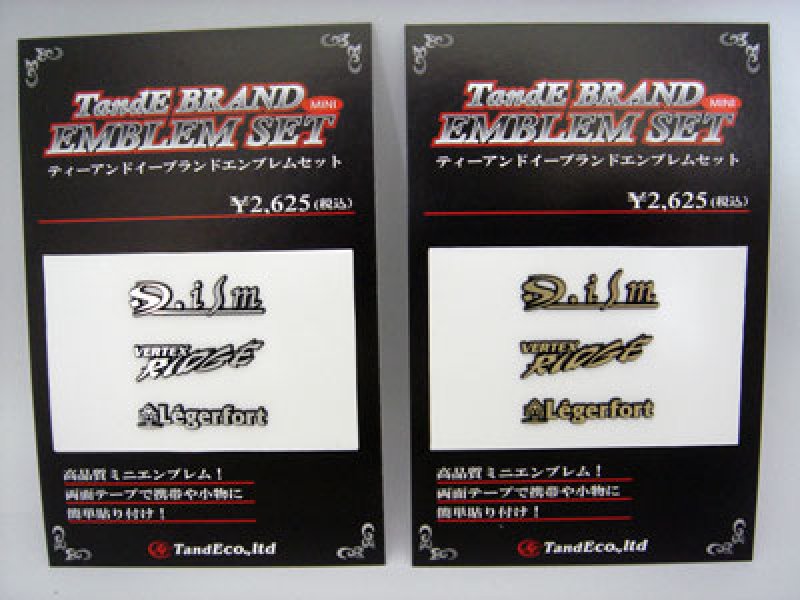 TandE BRAND
EMBLEM SET MINI
ティーアンドイーブランドエンブレムセット
¥2,625(税込)
D.iSm
VERTEX
RIDGE
Légerfort
高品質ミニエンブレム!
両面テープで携帯や小物に
簡単貼り付け!
TandEco.,ltd
TandE BRAND
EMBLEM SET MINI
ティーアンドイーブランドエンブレムセット
¥2,625(税込)
D.iSm
VERTEX
RIDGE
Légerfort
高品質ミニエンブレム!
両面テープで携帯や小物に
簡単貼り付け!
TandEco.,ltd